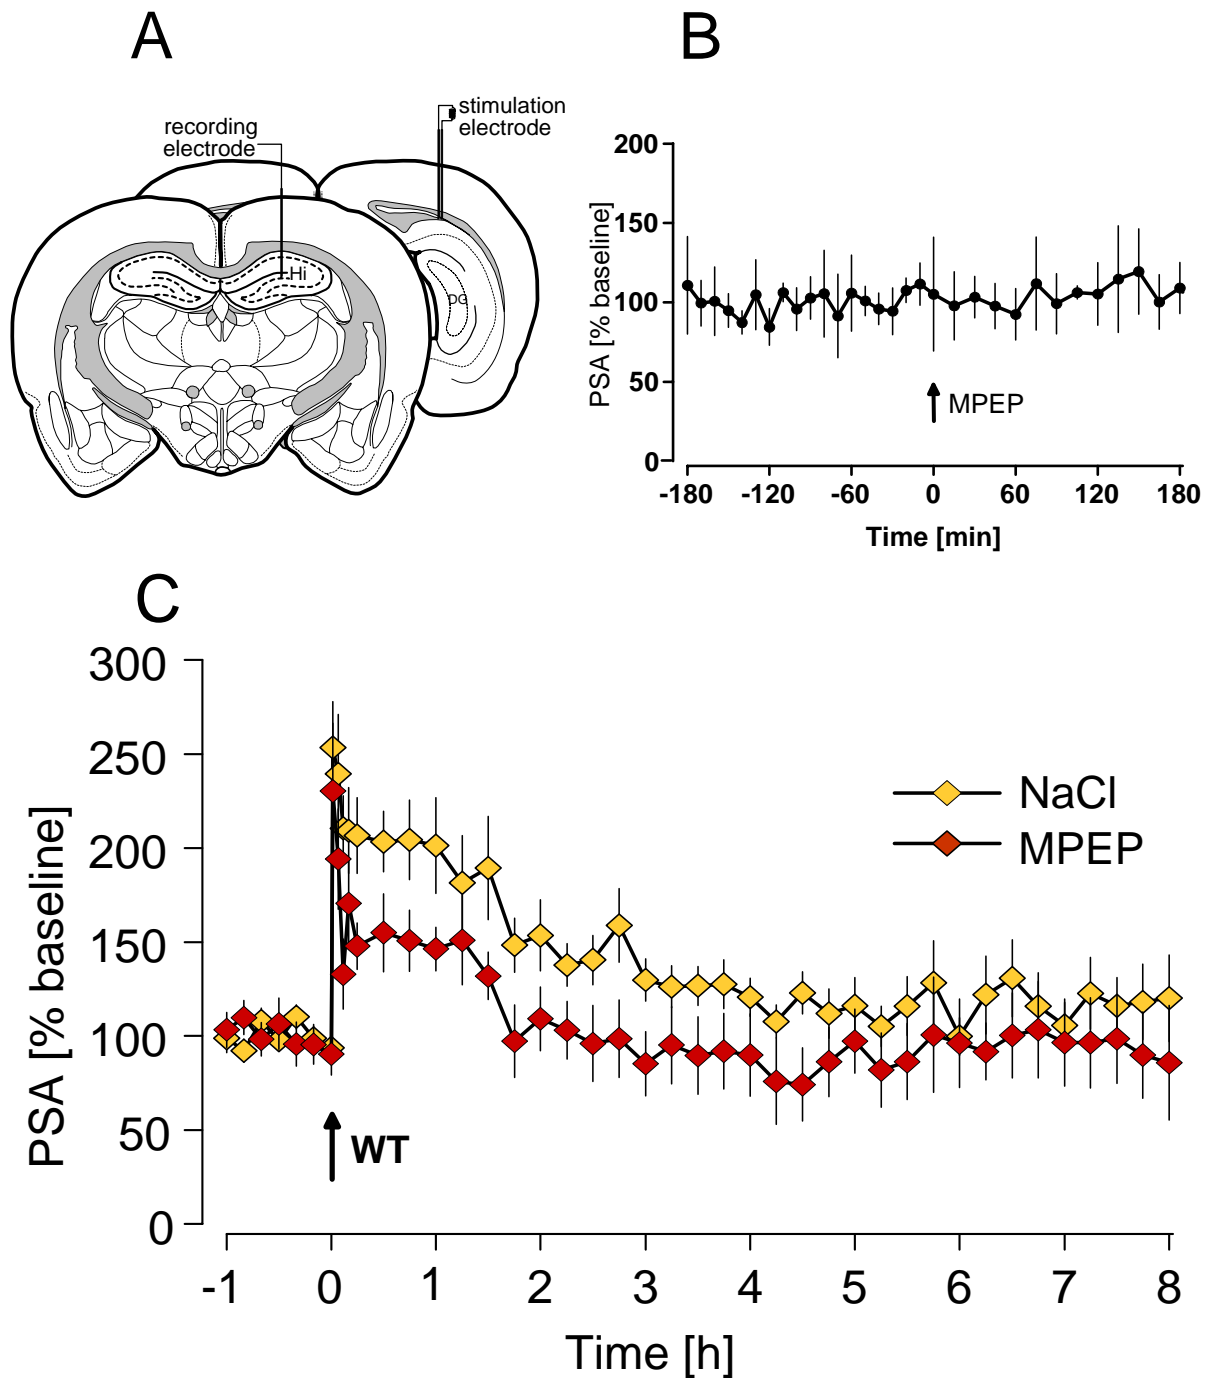 A
recording
electrode
stimulation
electrode
Hi
DG
B
PSA [% baseline]
200
150
100
50
0
MPEP
-180 -120 -60 0 60 120 180
Time [min]
C
PSA [% baseline]
300
250
200
150
100
50
0
NaCl
MPEP
WT
-1 0 1 2 3 4 5 6 7 8
Time [h]